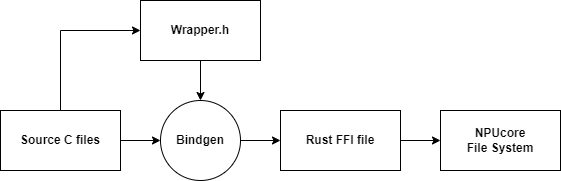 Wrapper.h
Source C files
Bindgen
Rust FFI file
NPUcore
File System